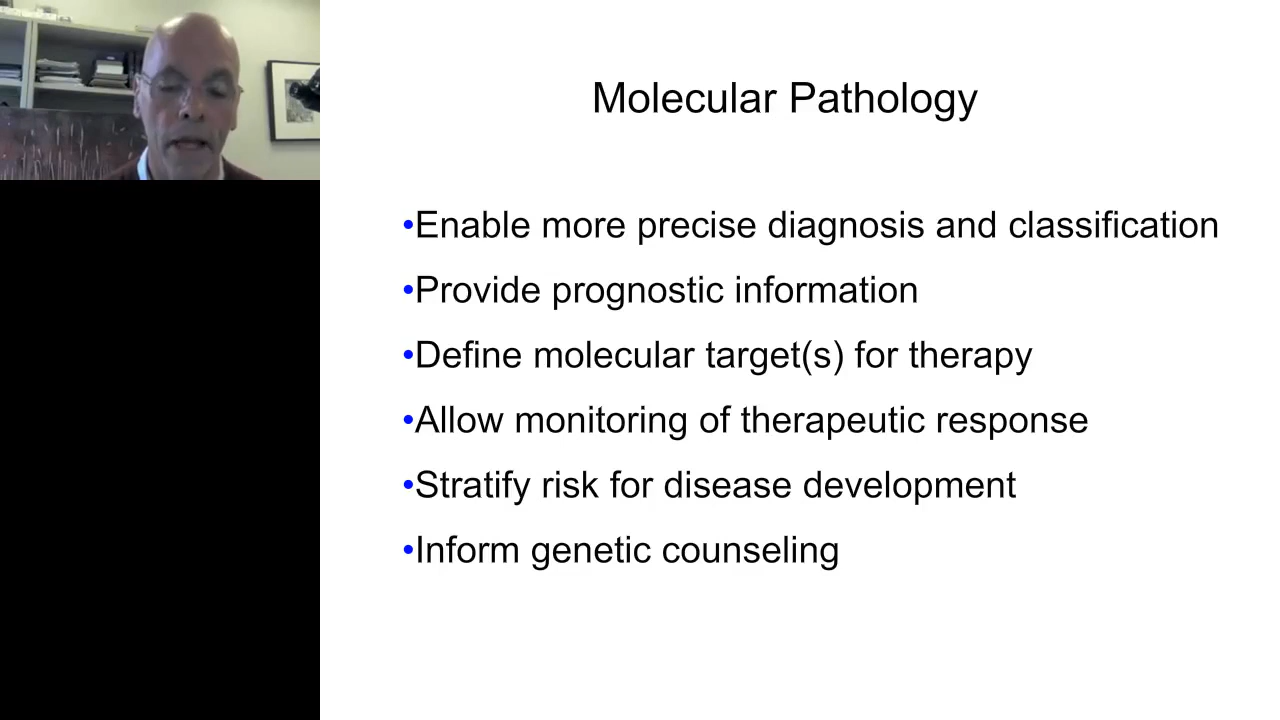 Molecular Pathology
•Enable more precise diagnosis and classification
•Provide prognostic information
•Define molecular target(s) for therapy
•Allow monitoring of therapeutic response
•Stratify risk for disease development
•Inform genetic counseling